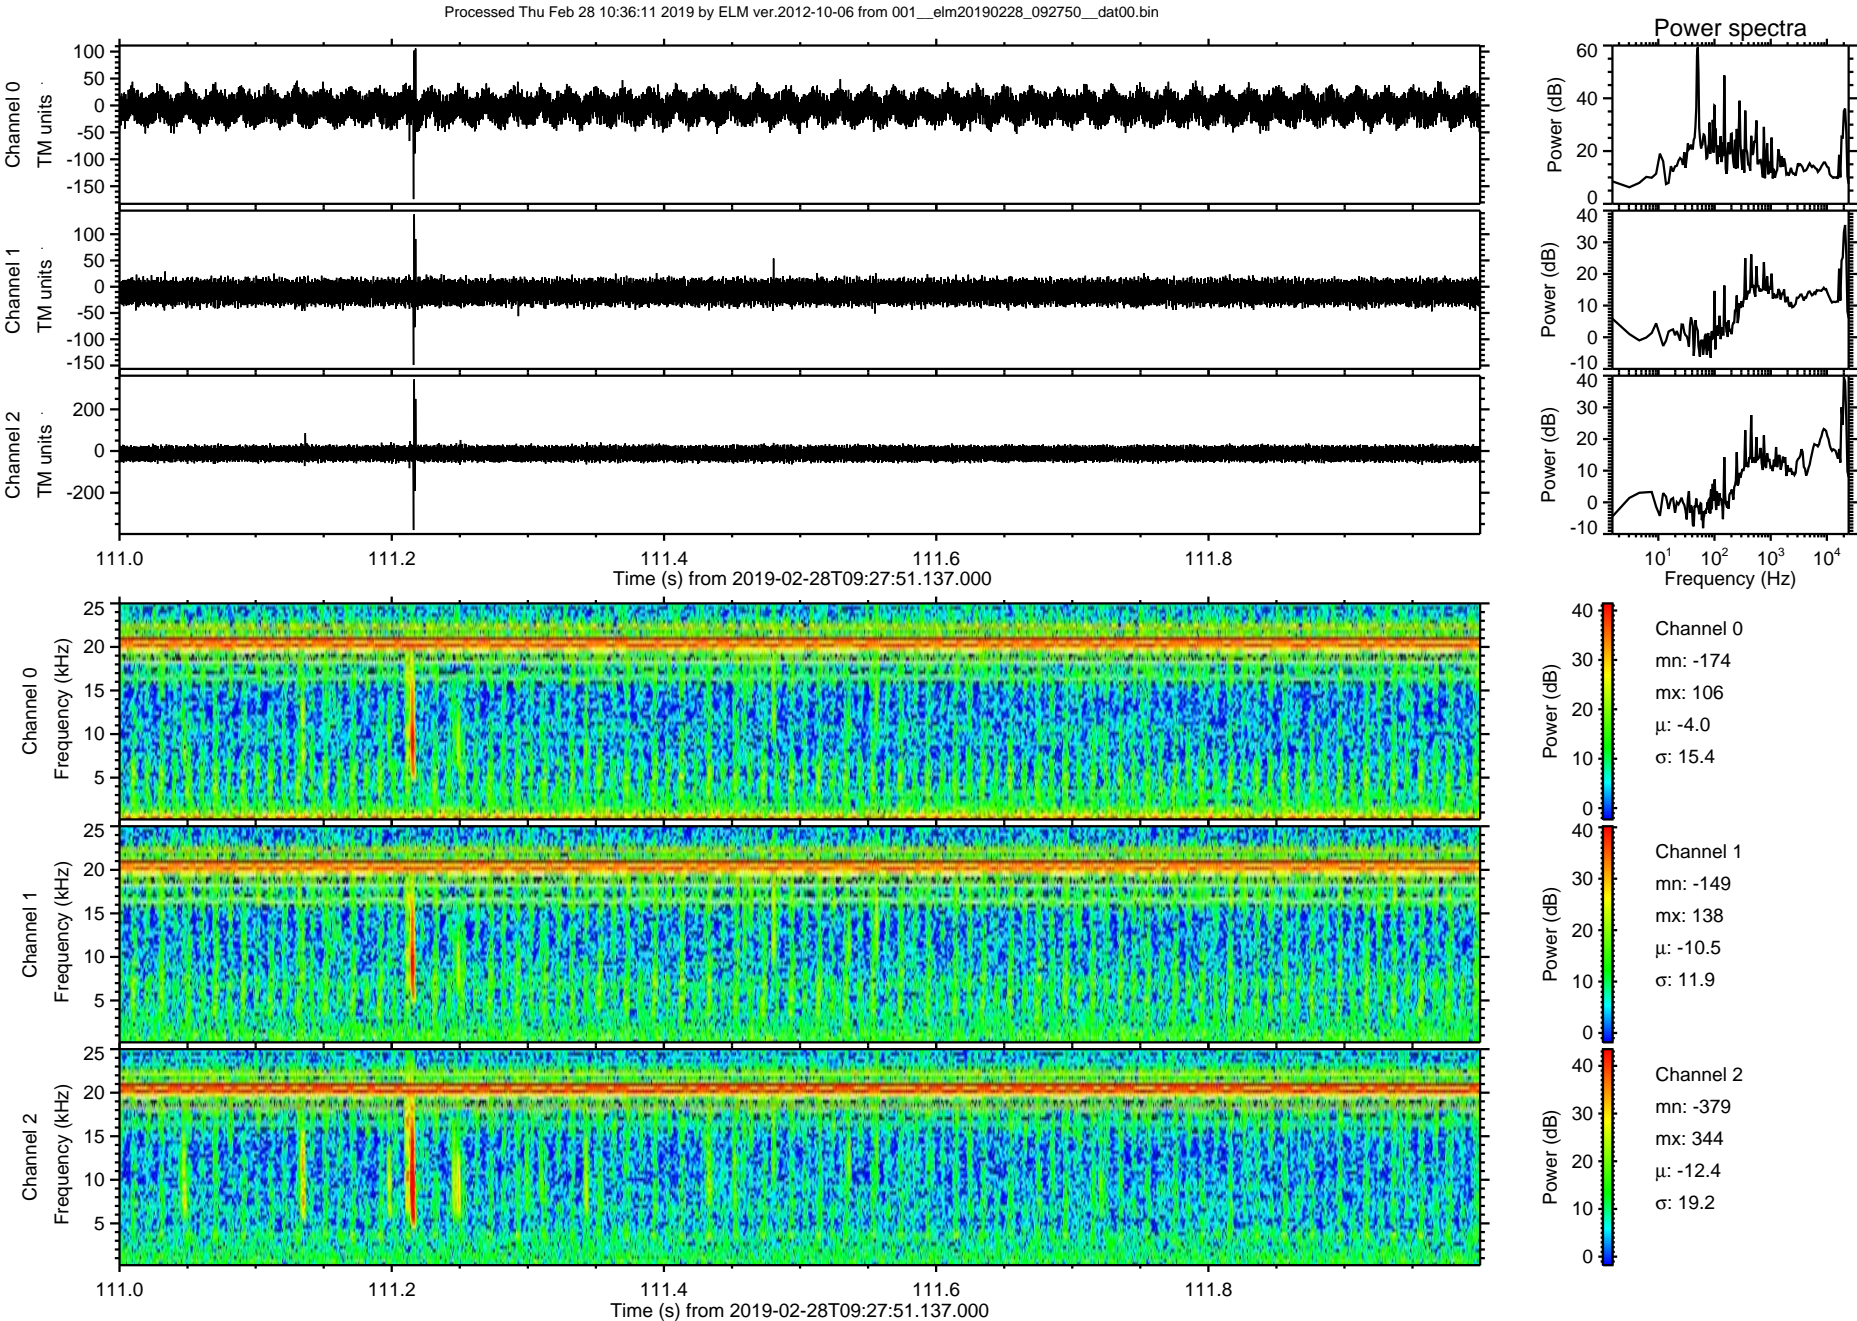 Processed Thu Feb 28 10:36:11 2019 by ELM ver.2012-10-06 from 001__elm20190228_092750__dat00.bin
Power spectra
Channel 0
TM units
100
50
0
-50
-100
-150
Power (dB)
60
40
20
0
Channel 1
TM units
100
50
0
-50
-100
-150
Power (dB)
40
30
20
10
0
-10
Channel 2
TM units
200
0
-200
Power (dB)
40
30
20
10
0
-10
111.0 111.2 111.4 111.6 111.8
Time (s) from 2019-02-28T09:27:51.137.000
10¹ 10² 10³ 10⁴
Frequency (Hz)
Channel 0
Frequency (kHz)
25
20
15
10
5
Power (dB)
40
30
20
10
0
Channel 0
mn: -174
mx: 106
µ: -4.0
σ: 15.4
Channel 1
Frequency (kHz)
25
20
15
10
5
Power (dB)
40
30
20
10
0
Channel 1
mn: -149
mx: 138
µ: -10.5
σ: 11.9
Channel 2
Frequency (kHz)
25
20
15
10
5
Power (dB)
40
30
20
10
0
Channel 2
mn: -379
mx: 344
µ: -12.4
σ: 19.2
111.0 111.2 111.4 111.6 111.8
Time (s) from 2019-02-28T09:27:51.137.000